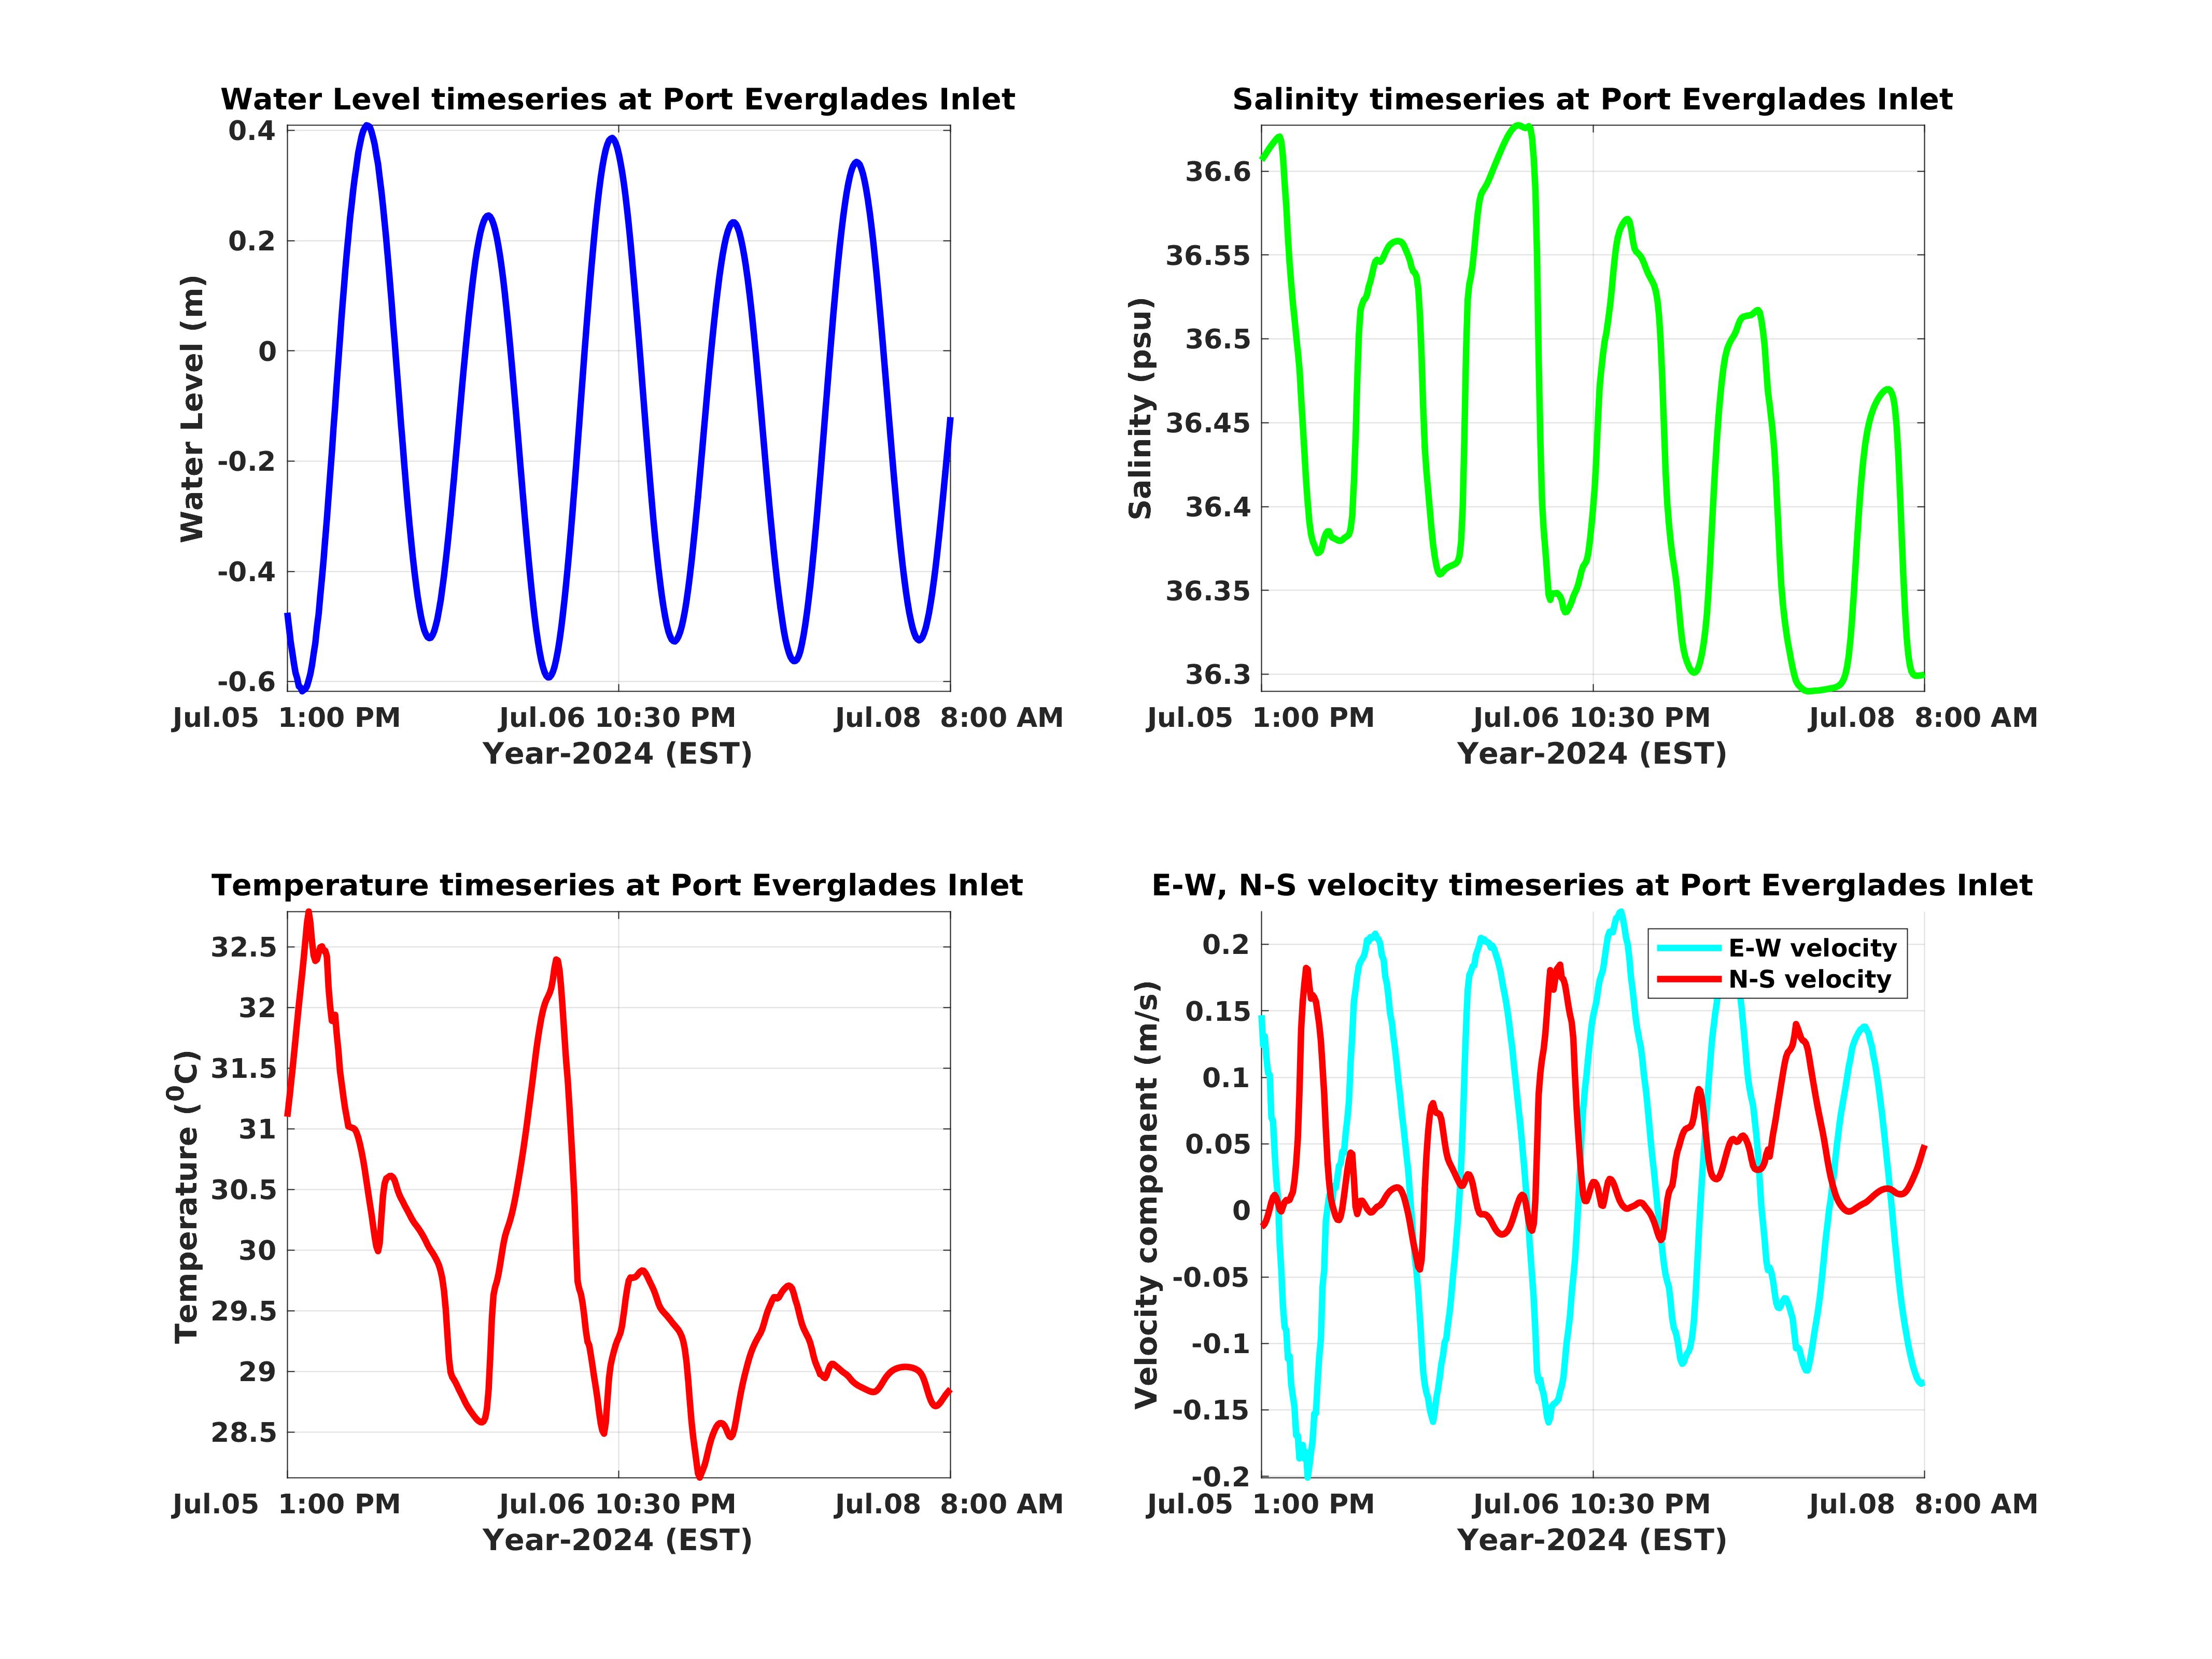 Water Level timeseries at Port Everglades Inlet
0.4
0.2
0
-0.2
-0.4
-0.6
Water Level (m)
Jul.05 1:00 PM
Jul.06 10:30 PM
Jul.08 8:00 AM
Year-2024 (EST)
Salinity timeseries at Port Everglades Inlet
36.6
36.55
36.5
36.45
36.4
36.35
36.3
Salinity (psu)
Jul.05 1:00 PM
Jul.06 10:30 PM
Jul.08 8:00 AM
Year-2024 (EST)
Temperature timeseries at Port Everglades Inlet
32.5
32
31.5
31
30.5
30
29.5
29
28.5
Temperature (⁰C)
Jul.05 1:00 PM
Jul.06 10:30 PM
Jul.08 8:00 AM
Year-2024 (EST)
E-W, N-S velocity timeseries at Port Everglades Inlet
0.2
0.15
0.1
0.05
0
-0.05
-0.1
-0.15
-0.2
Velocity component (m/s)
E-W velocity
N-S velocity
Jul.05 1:00 PM
Jul.06 10:30 PM
Jul.08 8:00 AM
Year-2024 (EST)